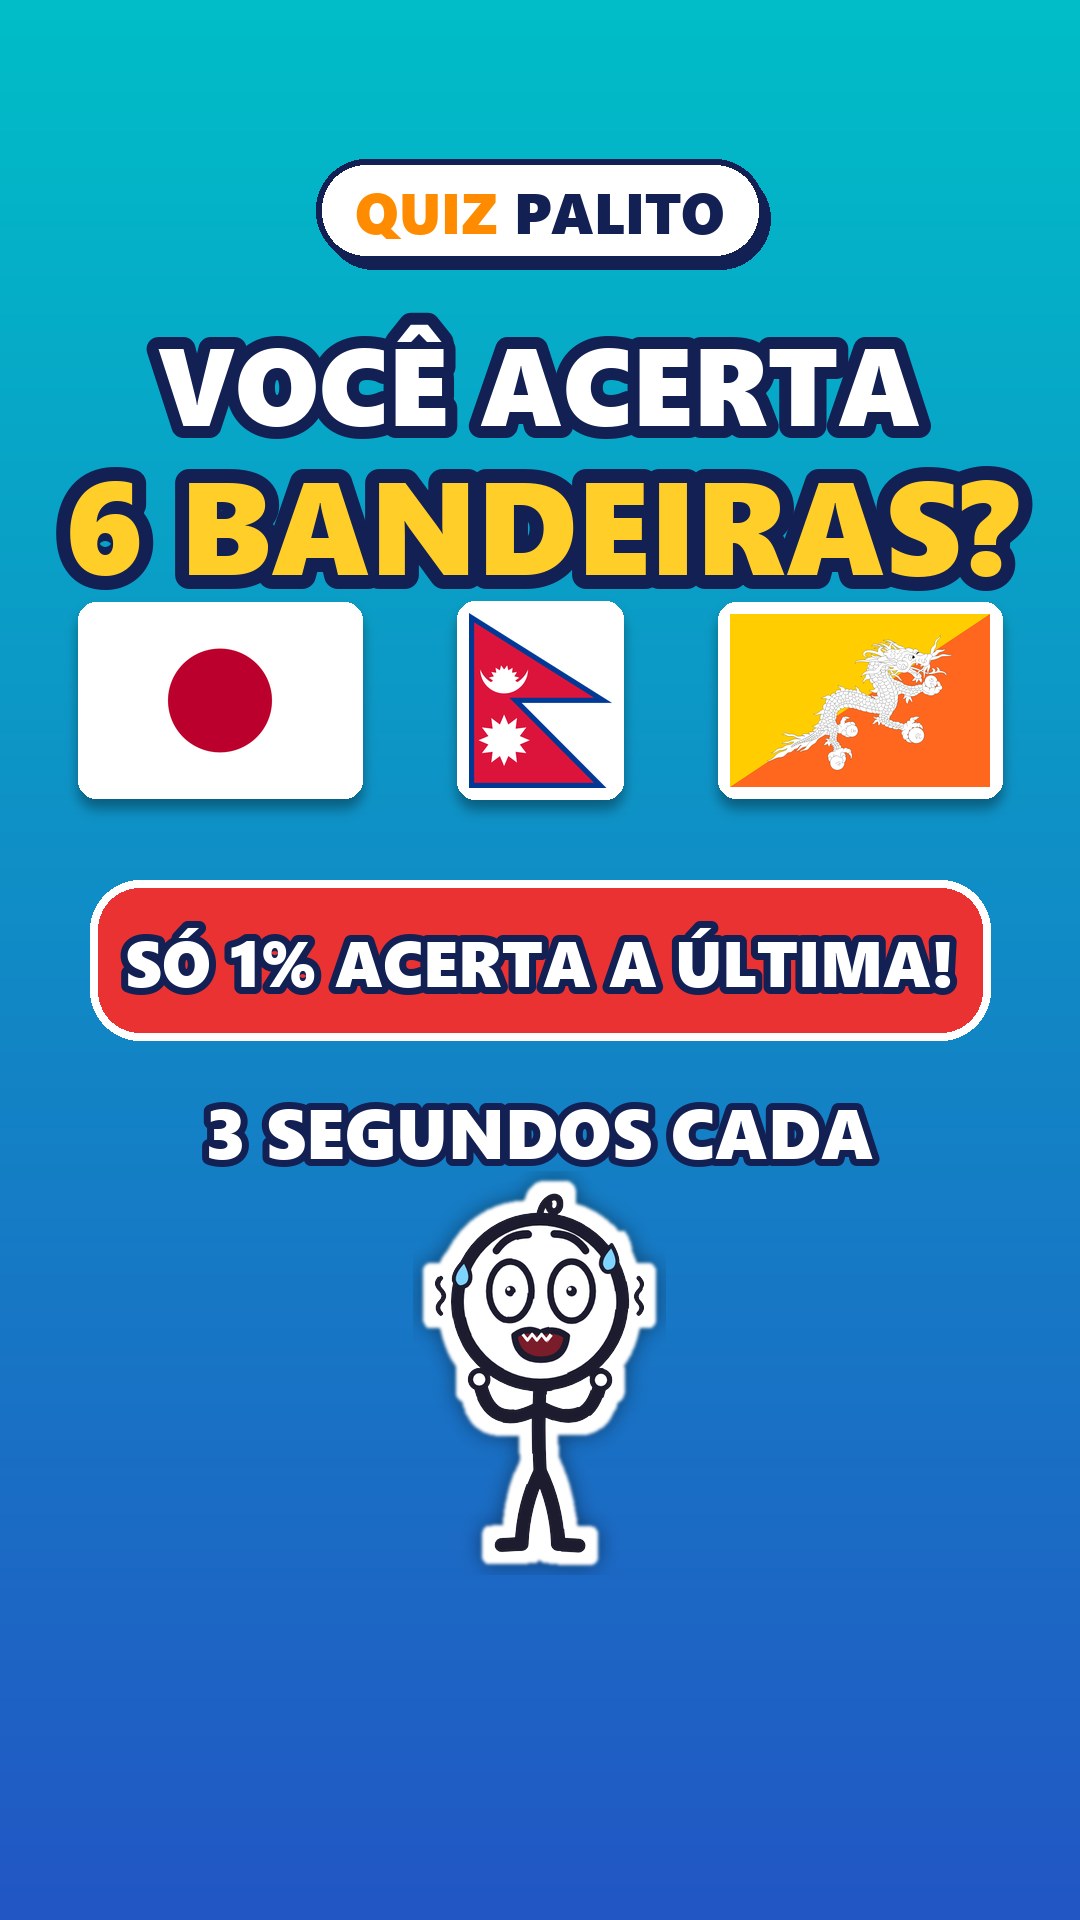 QUIZ PALITO
VOCÊ ACERTA
6 BANDEIRAS?
SÓ 1% ACERTA A ÚLTIMA!
3 SEGUNDOS CADA